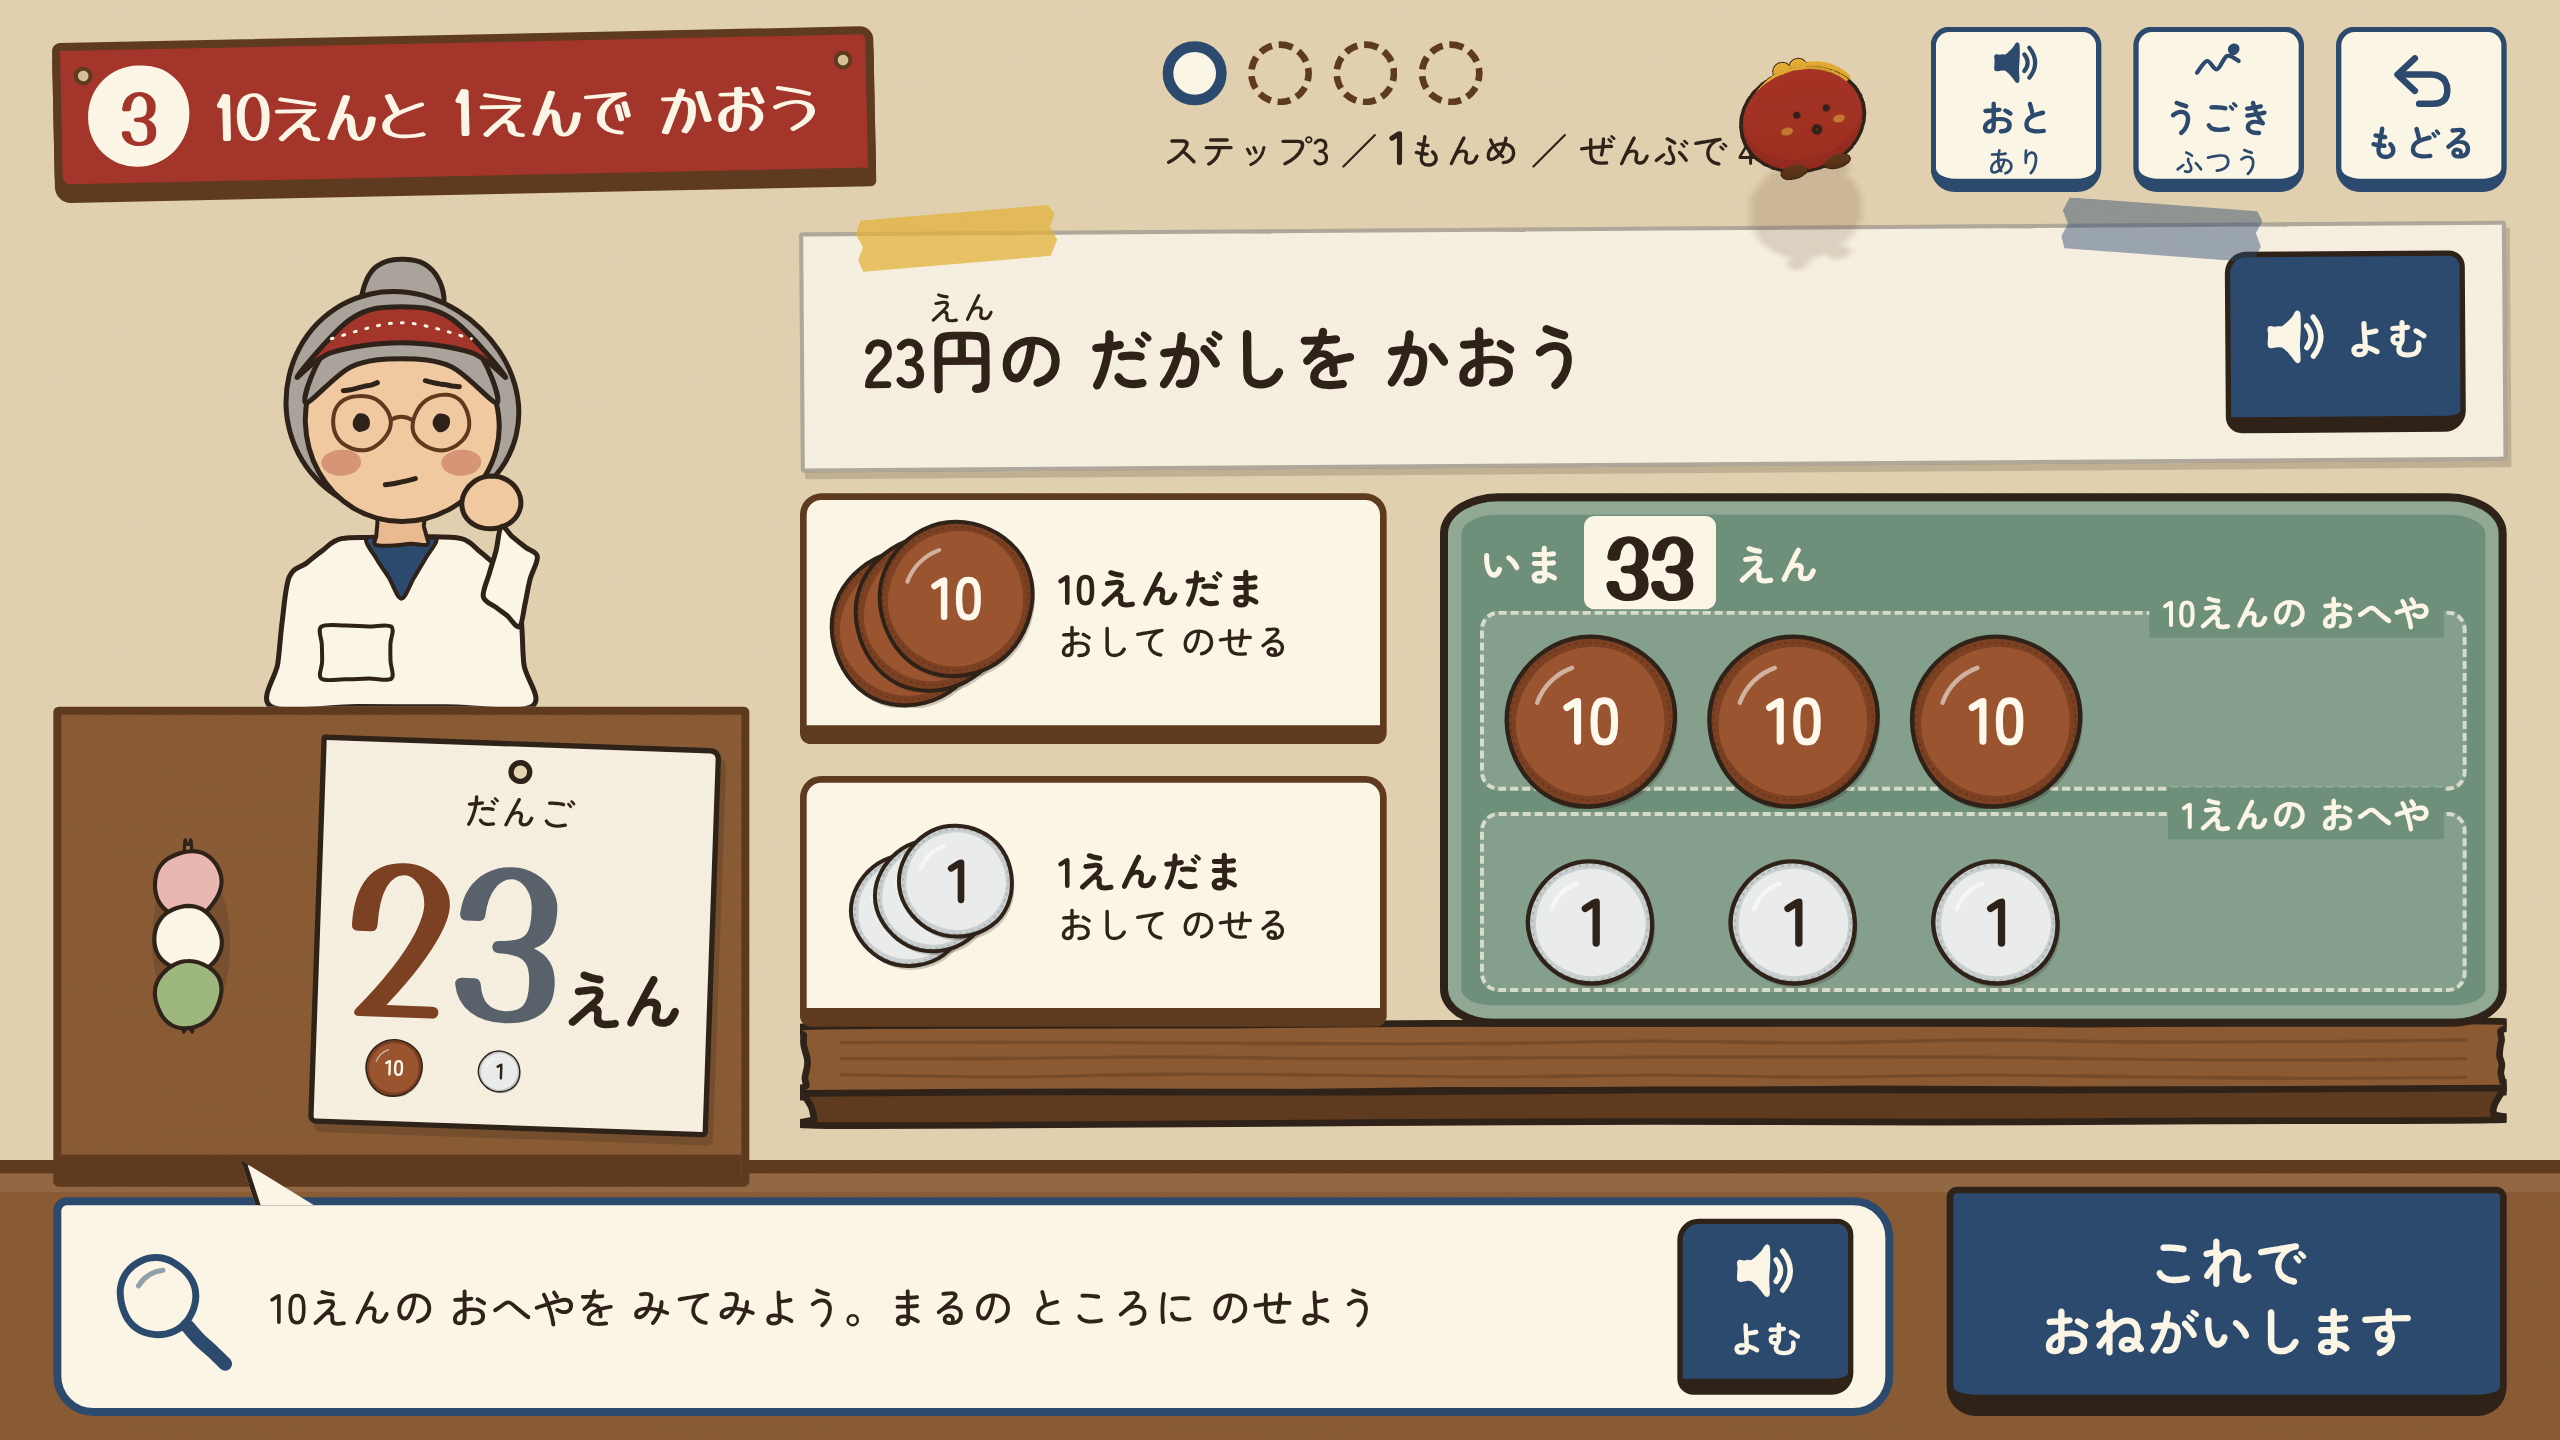 3 10えんと 1えんで かおう
ステップ3 ／ 1もんめ ／ ぜんぶで 4
おと
あり
うごき
ふつう
もどる
えん
23円の だがしを かおう
よむ
10
10えんだま
おして のせる
1
1えんだま
おして のせる
いま 33 えん
10えんの おへや
10 10 10
1えんの おへや
1 1 1
だんご
23えん
10 1
10えんの おへやを みてみよう。まるの ところに のせよう
よむ
これで
おねがいします